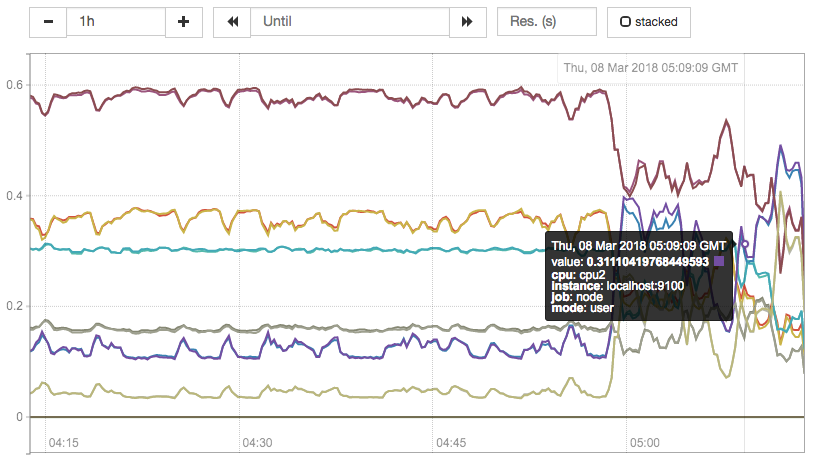 1h Until Res. (s) stacked
Thu, 08 Mar 2018 05:09:09 GMT
0.6
0.4
0.2
0
Thu, 08 Mar 2018 05:09:09 GMT
value: 0.31110419768449593
cpu: cpu2
instance: localhost:9100
job: node
mode: user
04:15 04:30 04:45 05:00